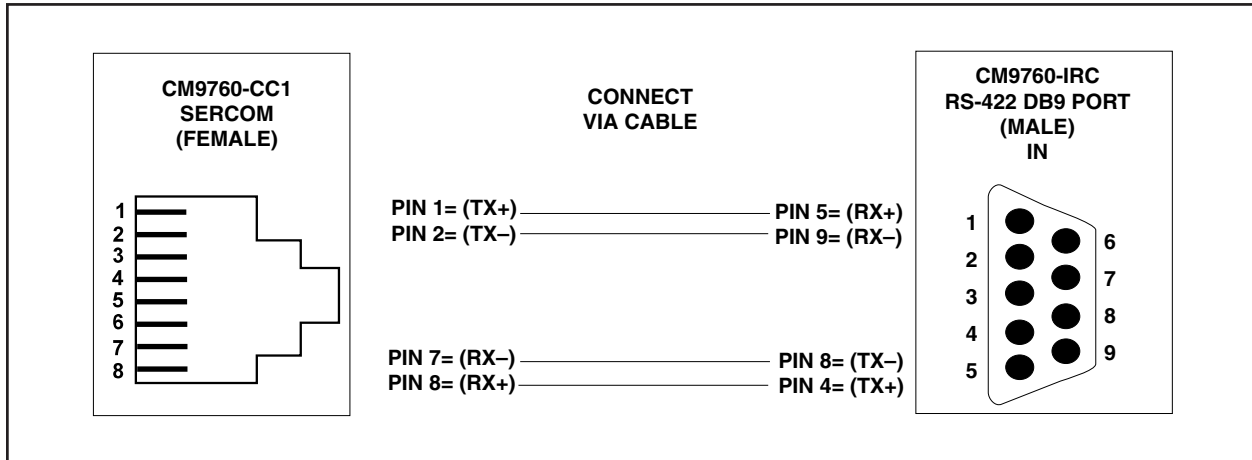 CM9760-CC1
SERCOM
(FEMALE)
1
2
3
4
5
6
7
8
CONNECT
VIA CABLE
PIN 1= (TX+)
PIN 2= (TX–)
PIN 7= (RX–)
PIN 8= (RX+)
PIN 5= (RX+)
PIN 9= (RX–)
PIN 8= (TX–)
PIN 4= (TX+)
CM9760-IRC
RS-422 DB9 PORT
(MALE)
IN
1
2
3
4
5
6
7
8
9